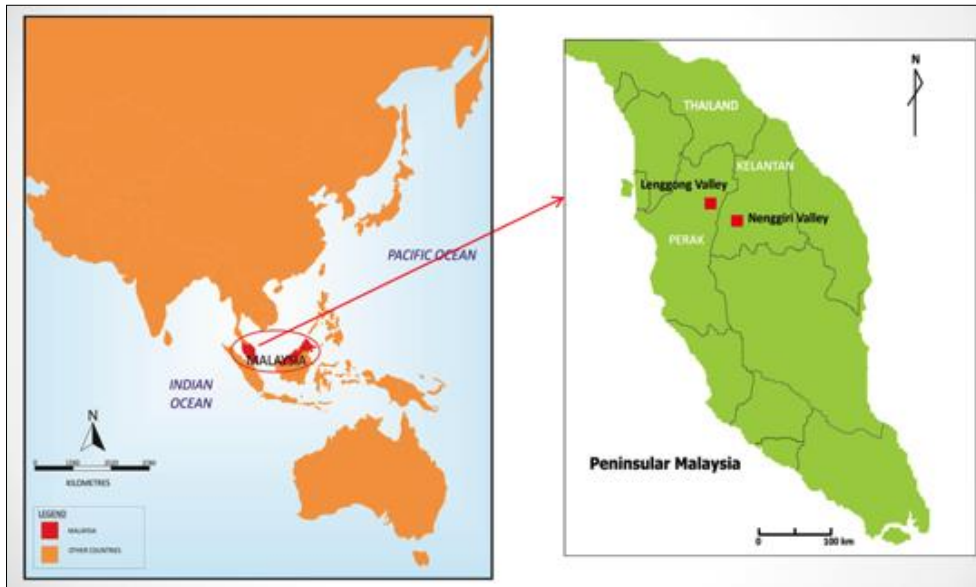 PACIFIC OCEAN
MALAYSIA
INDIAN
OCEAN
N
0
KILOMETRES
LEGEND
MALAYSIA
OTHER COUNTRIES
N
THAILAND
KELANTAN
Lenggong Valley
Nenggiri Valley
PERAK
Peninsular Malaysia
0
100 km